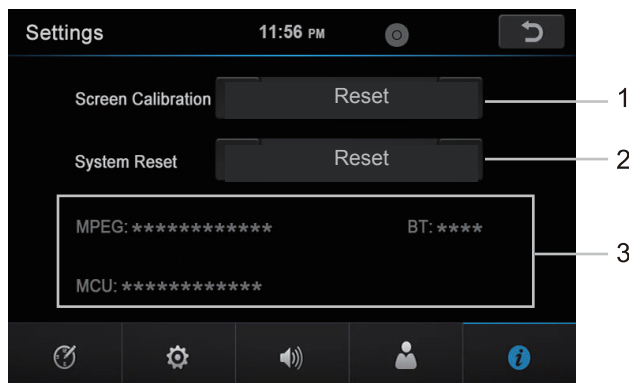 Settings 11:56 PM
Screen Calibration Reset 1
System Reset Reset 2
MPEG: ************ BT: ****
3
MCU: ************
i